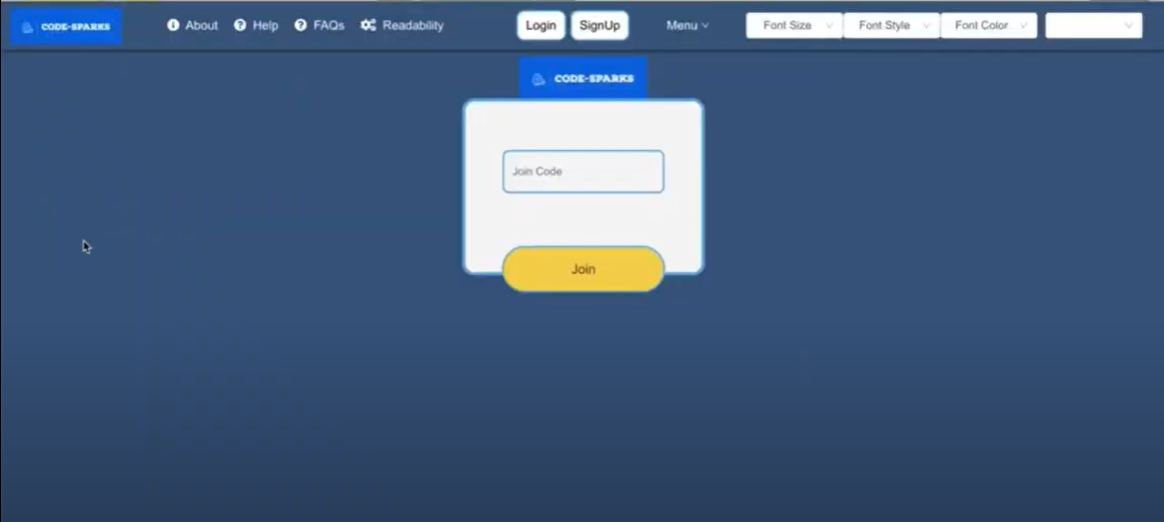 CODE-SPARKS About Help FAQs Readability Login SignUp Menu Font Size Font Style Font Color
CODE-SPARKS
Join Code
Join